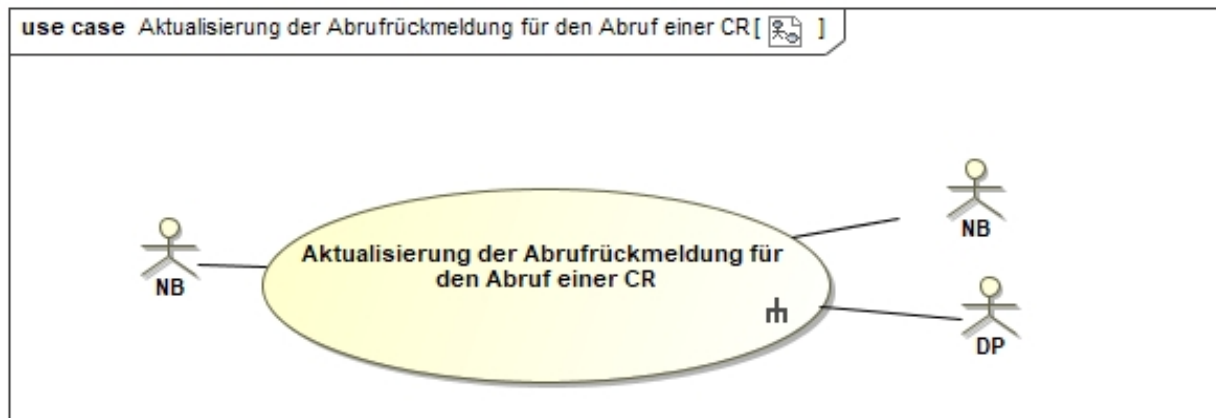 use case Aktualisierung der Abrufrückmeldung für den Abruf einer CR [ ]
NB
Aktualisierung der Abrufrückmeldung für
den Abruf einer CR
NB
DP